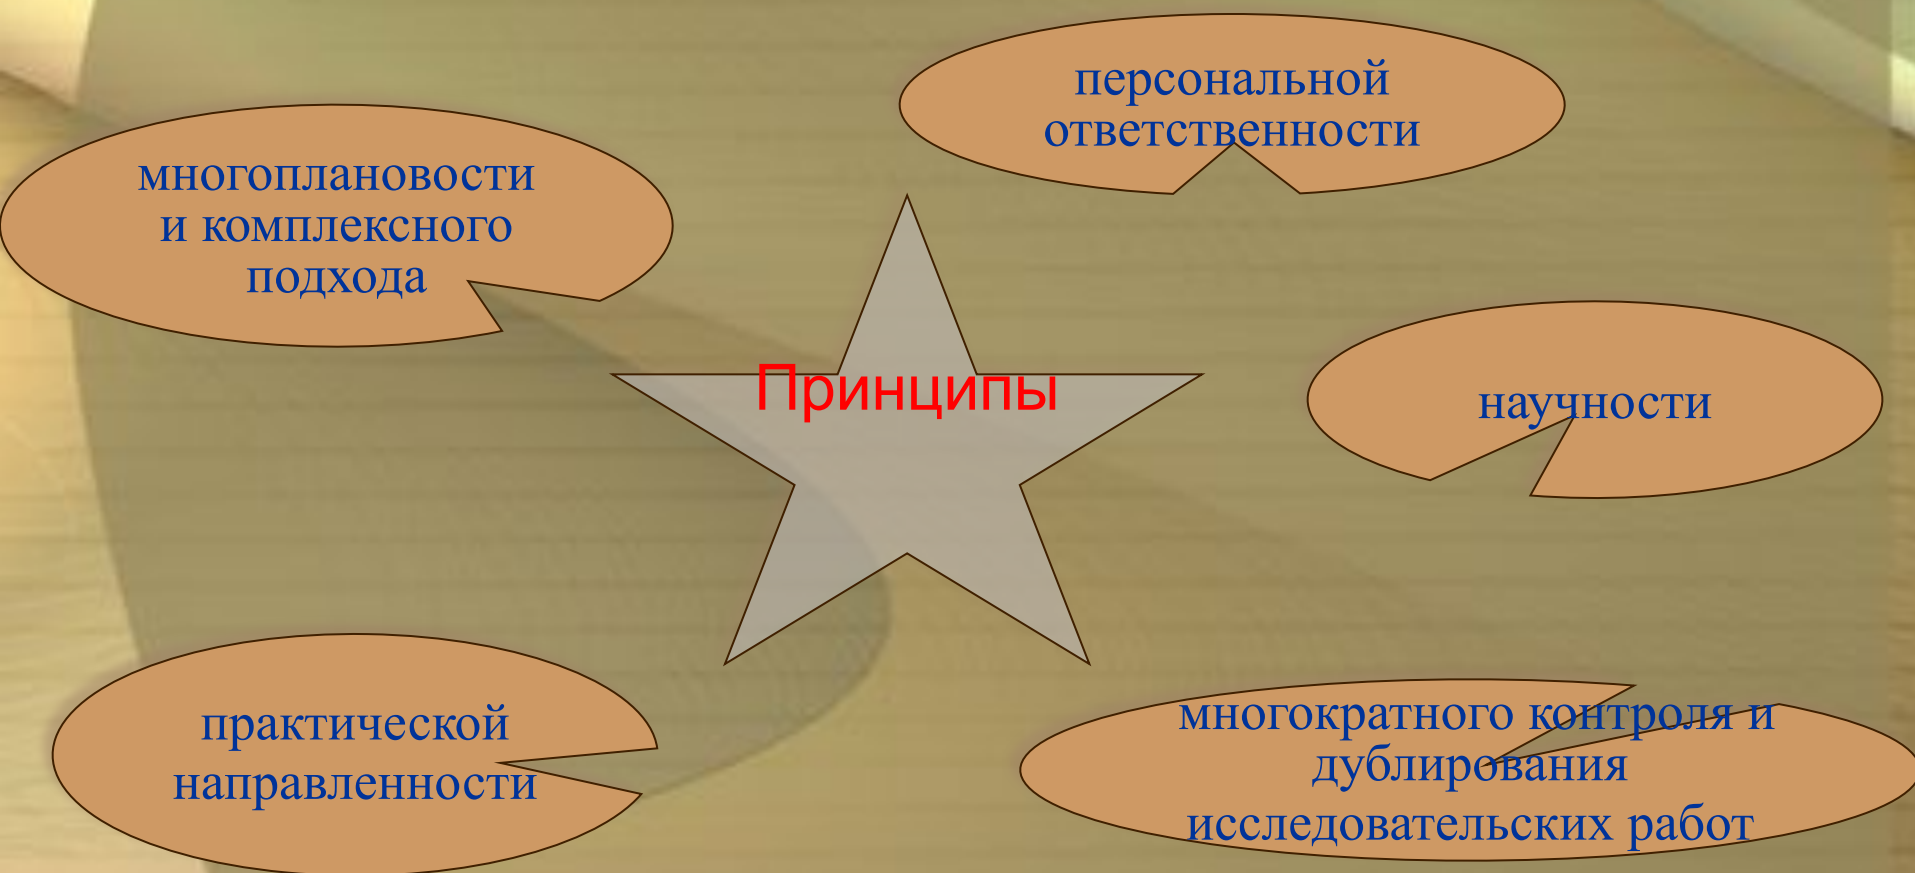 персональной
ответственности
многоплановости
и комплексного
подхода
Принципы
научности
практической
направленности
многократного контроля и
дублирования
исследовательских работ